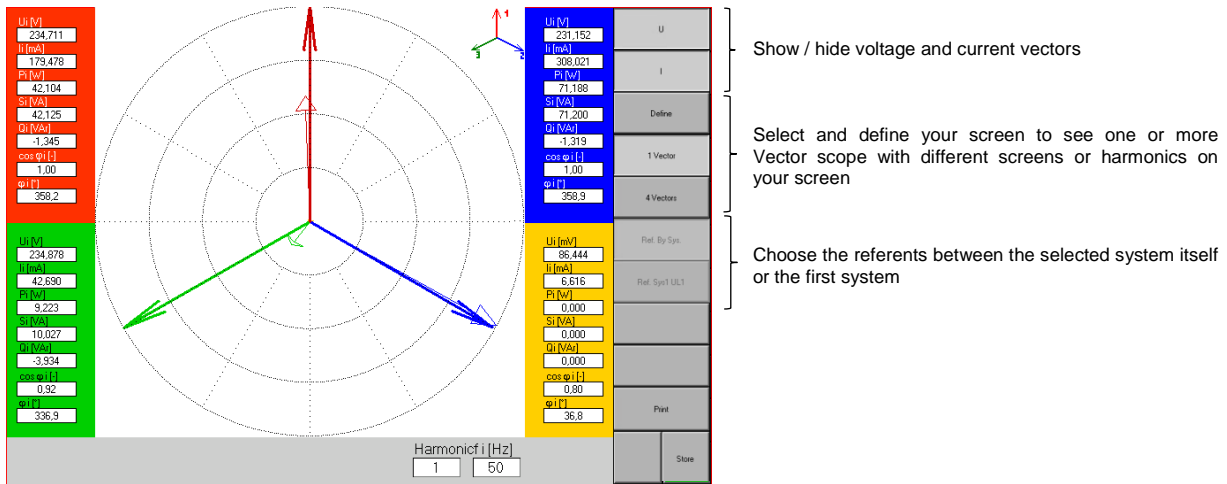 Ui [V]
234,711
Ii [mA]
179,478
Pi [W]
42,104
Si [VA]
42,125
Qi [VAr]
-1,345
cos φ i [-]
1,00
φ i [°]
358,2
Ui [V]
234,878
Ii [mA]
42,690
Pi [W]
9,223
Si [VA]
10,027
Qi [VAr]
-3,934
cos φ i [-]
0,92
φ i [°]
336,9
1
2
3
Ui [V]
231,152
Ii [mA]
308,021
Pi [W]
71,188
Si [VA]
71,200
Qi [VAr]
-1,319
cos φ i [-]
1,00
φ i [°]
358,9
Ui [mV]
86,444
Ii [mA]
6,616
Pi [W]
0,000
Si [VA]
0,000
Qi [VAr]
0,000
cos φ i [-]
0,80
φ i [°]
36,8
Harmonicf i [Hz]
1 50
U
I
Define
1 Vector
4 Vectors
Ref. By Sys.
Ref. Sys1 UL1
Print
Store
Show / hide voltage and current vectors
Select and define your screen to see one or more
Vector scope with different screens or harmonics on
your screen
Choose the referents between the selected system itself
or the first system